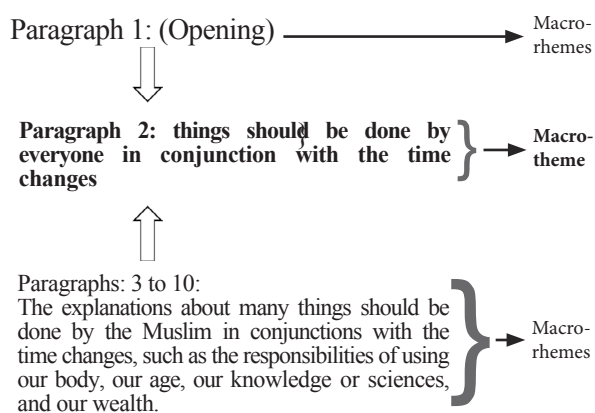 Paragraph 1: (Opening)
Macro-
rhemes
Paragraph 2: things should be done by
everyone in conjunction with the time
changes
Macro-
theme
Paragraphs: 3 to 10:
The explanations about many things should be
done by the Muslim in conjunctions with the
time changes, such as the responsibilities of using
our body, our age, our knowledge or sciences,
and our wealth.
Macro-
rhemes